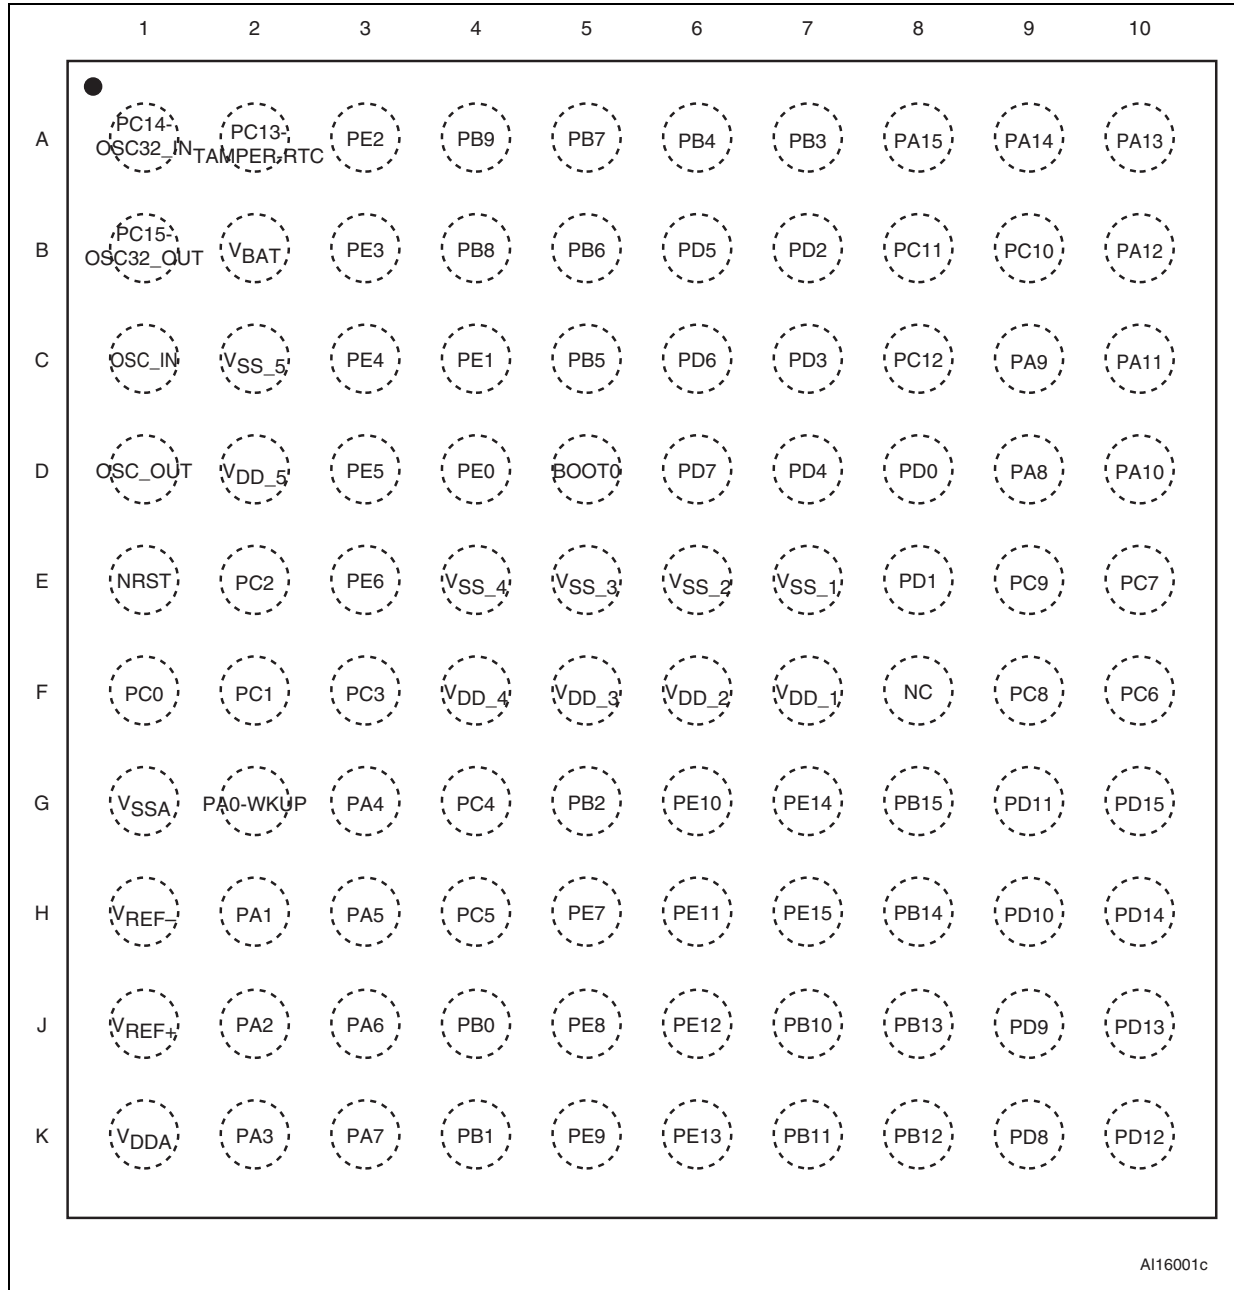 1 2 3 4 5 6 7 8 9 10
A PC14-OSC32_IN PC13-TAMPER-RTC PE2 PB9 PB7 PB4 PB3 PA15 PA14 PA13
B PC15-OSC32_OUT VBAT PE3 PB8 PB6 PD5 PD2 PC11 PC10 PA12
C OSC_IN VSS_5 PE4 PE1 PB5 PD6 PD3 PC12 PA9 PA11
D OSC_OUT VDD_5 PE5 PE0 BOOT0 PD7 PD4 PD0 PA8 PA10
E NRST PC2 PE6 VSS_4 VSS_3 VSS_2 VSS_1 PD1 PC9 PC7
F PC0 PC1 PC3 VDD_4 VDD_3 VDD_2 VDD_1 NC PC8 PC6
G VSSA PA0-WKUP PA4 PC4 PB2 PE10 PE14 PB15 PD11 PD15
H VREF– PA1 PA5 PC5 PE7 PE11 PE15 PB14 PD10 PD14
J VREF+ PA2 PA6 PB0 PE8 PE12 PB10 PB13 PD9 PD13
K VDDA PA3 PA7 PB1 PE9 PE13 PB11 PB12 PD8 PD12
AI16001c